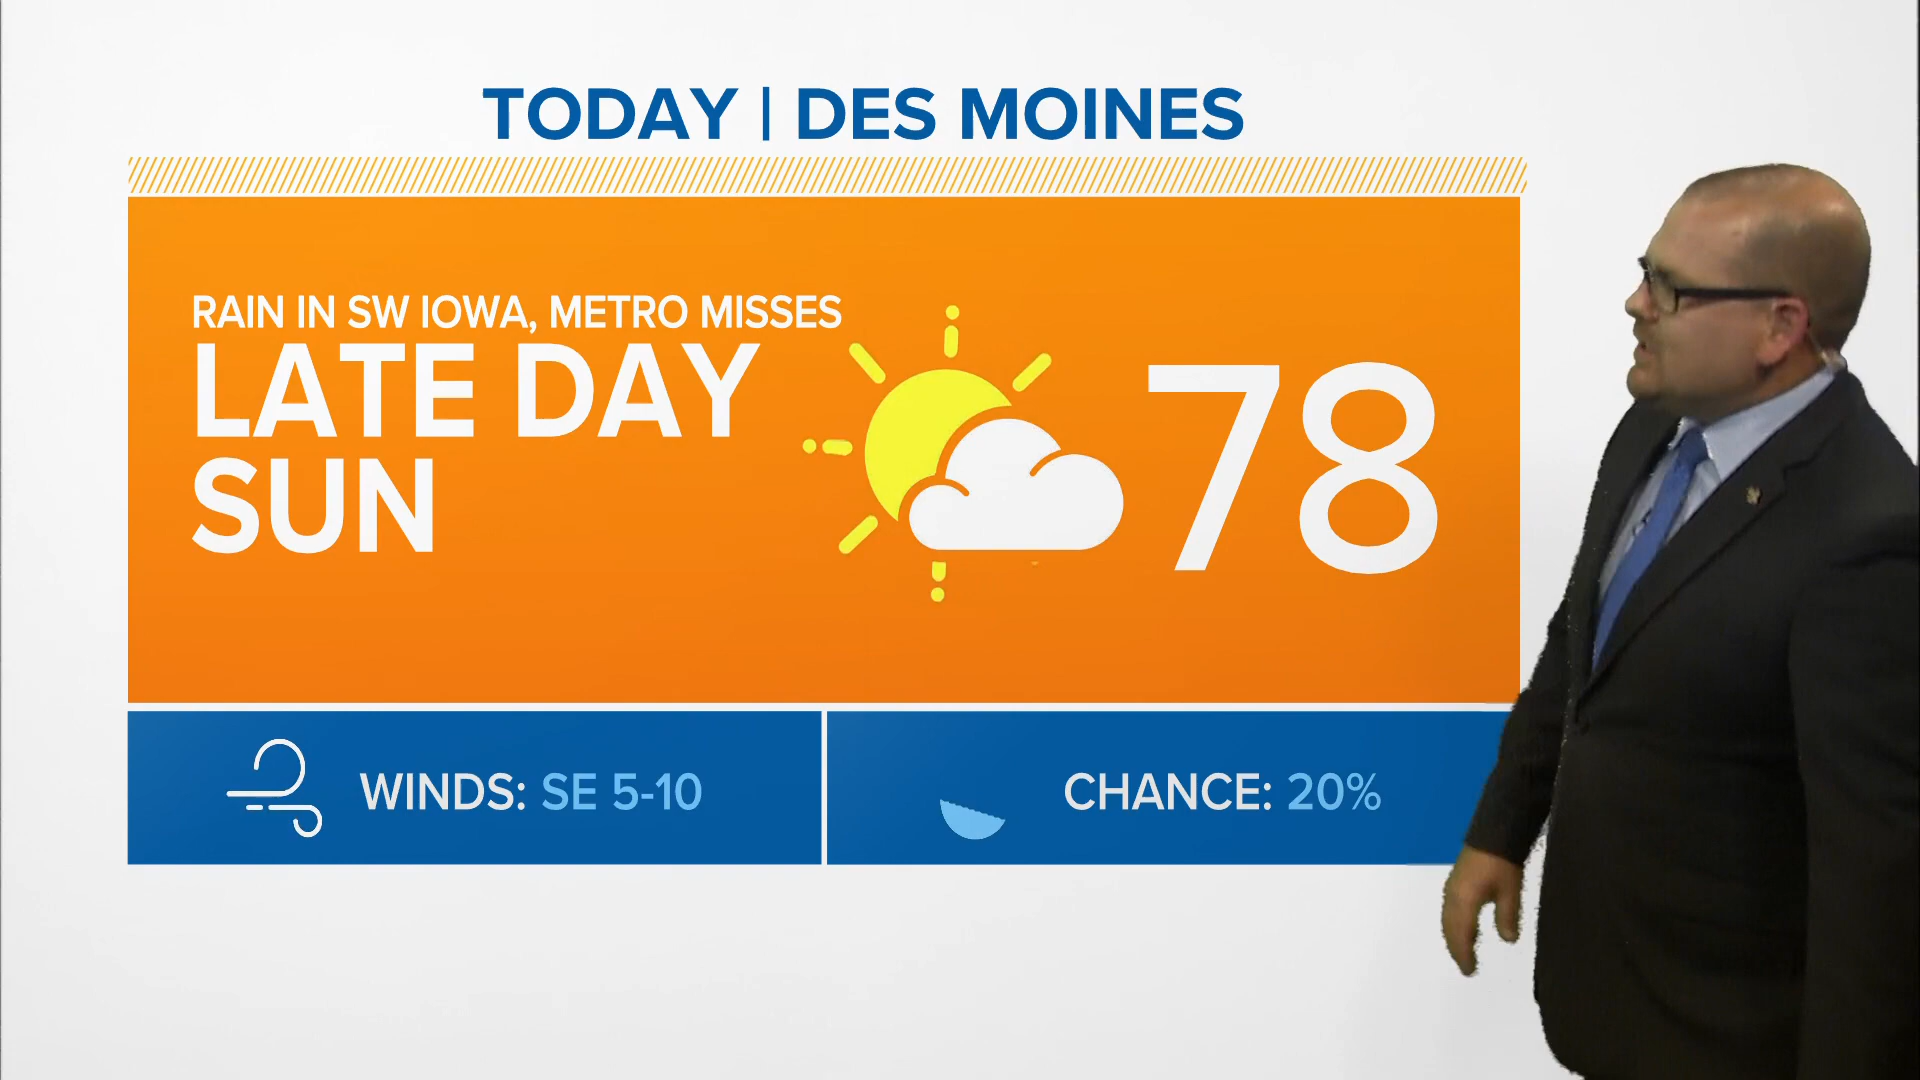 TODAY | DES MOINES
RAIN IN SW IOWA, METRO MISSES
LATE DAY
SUN
78
WINDS: SE 5-10
CHANCE: 20%